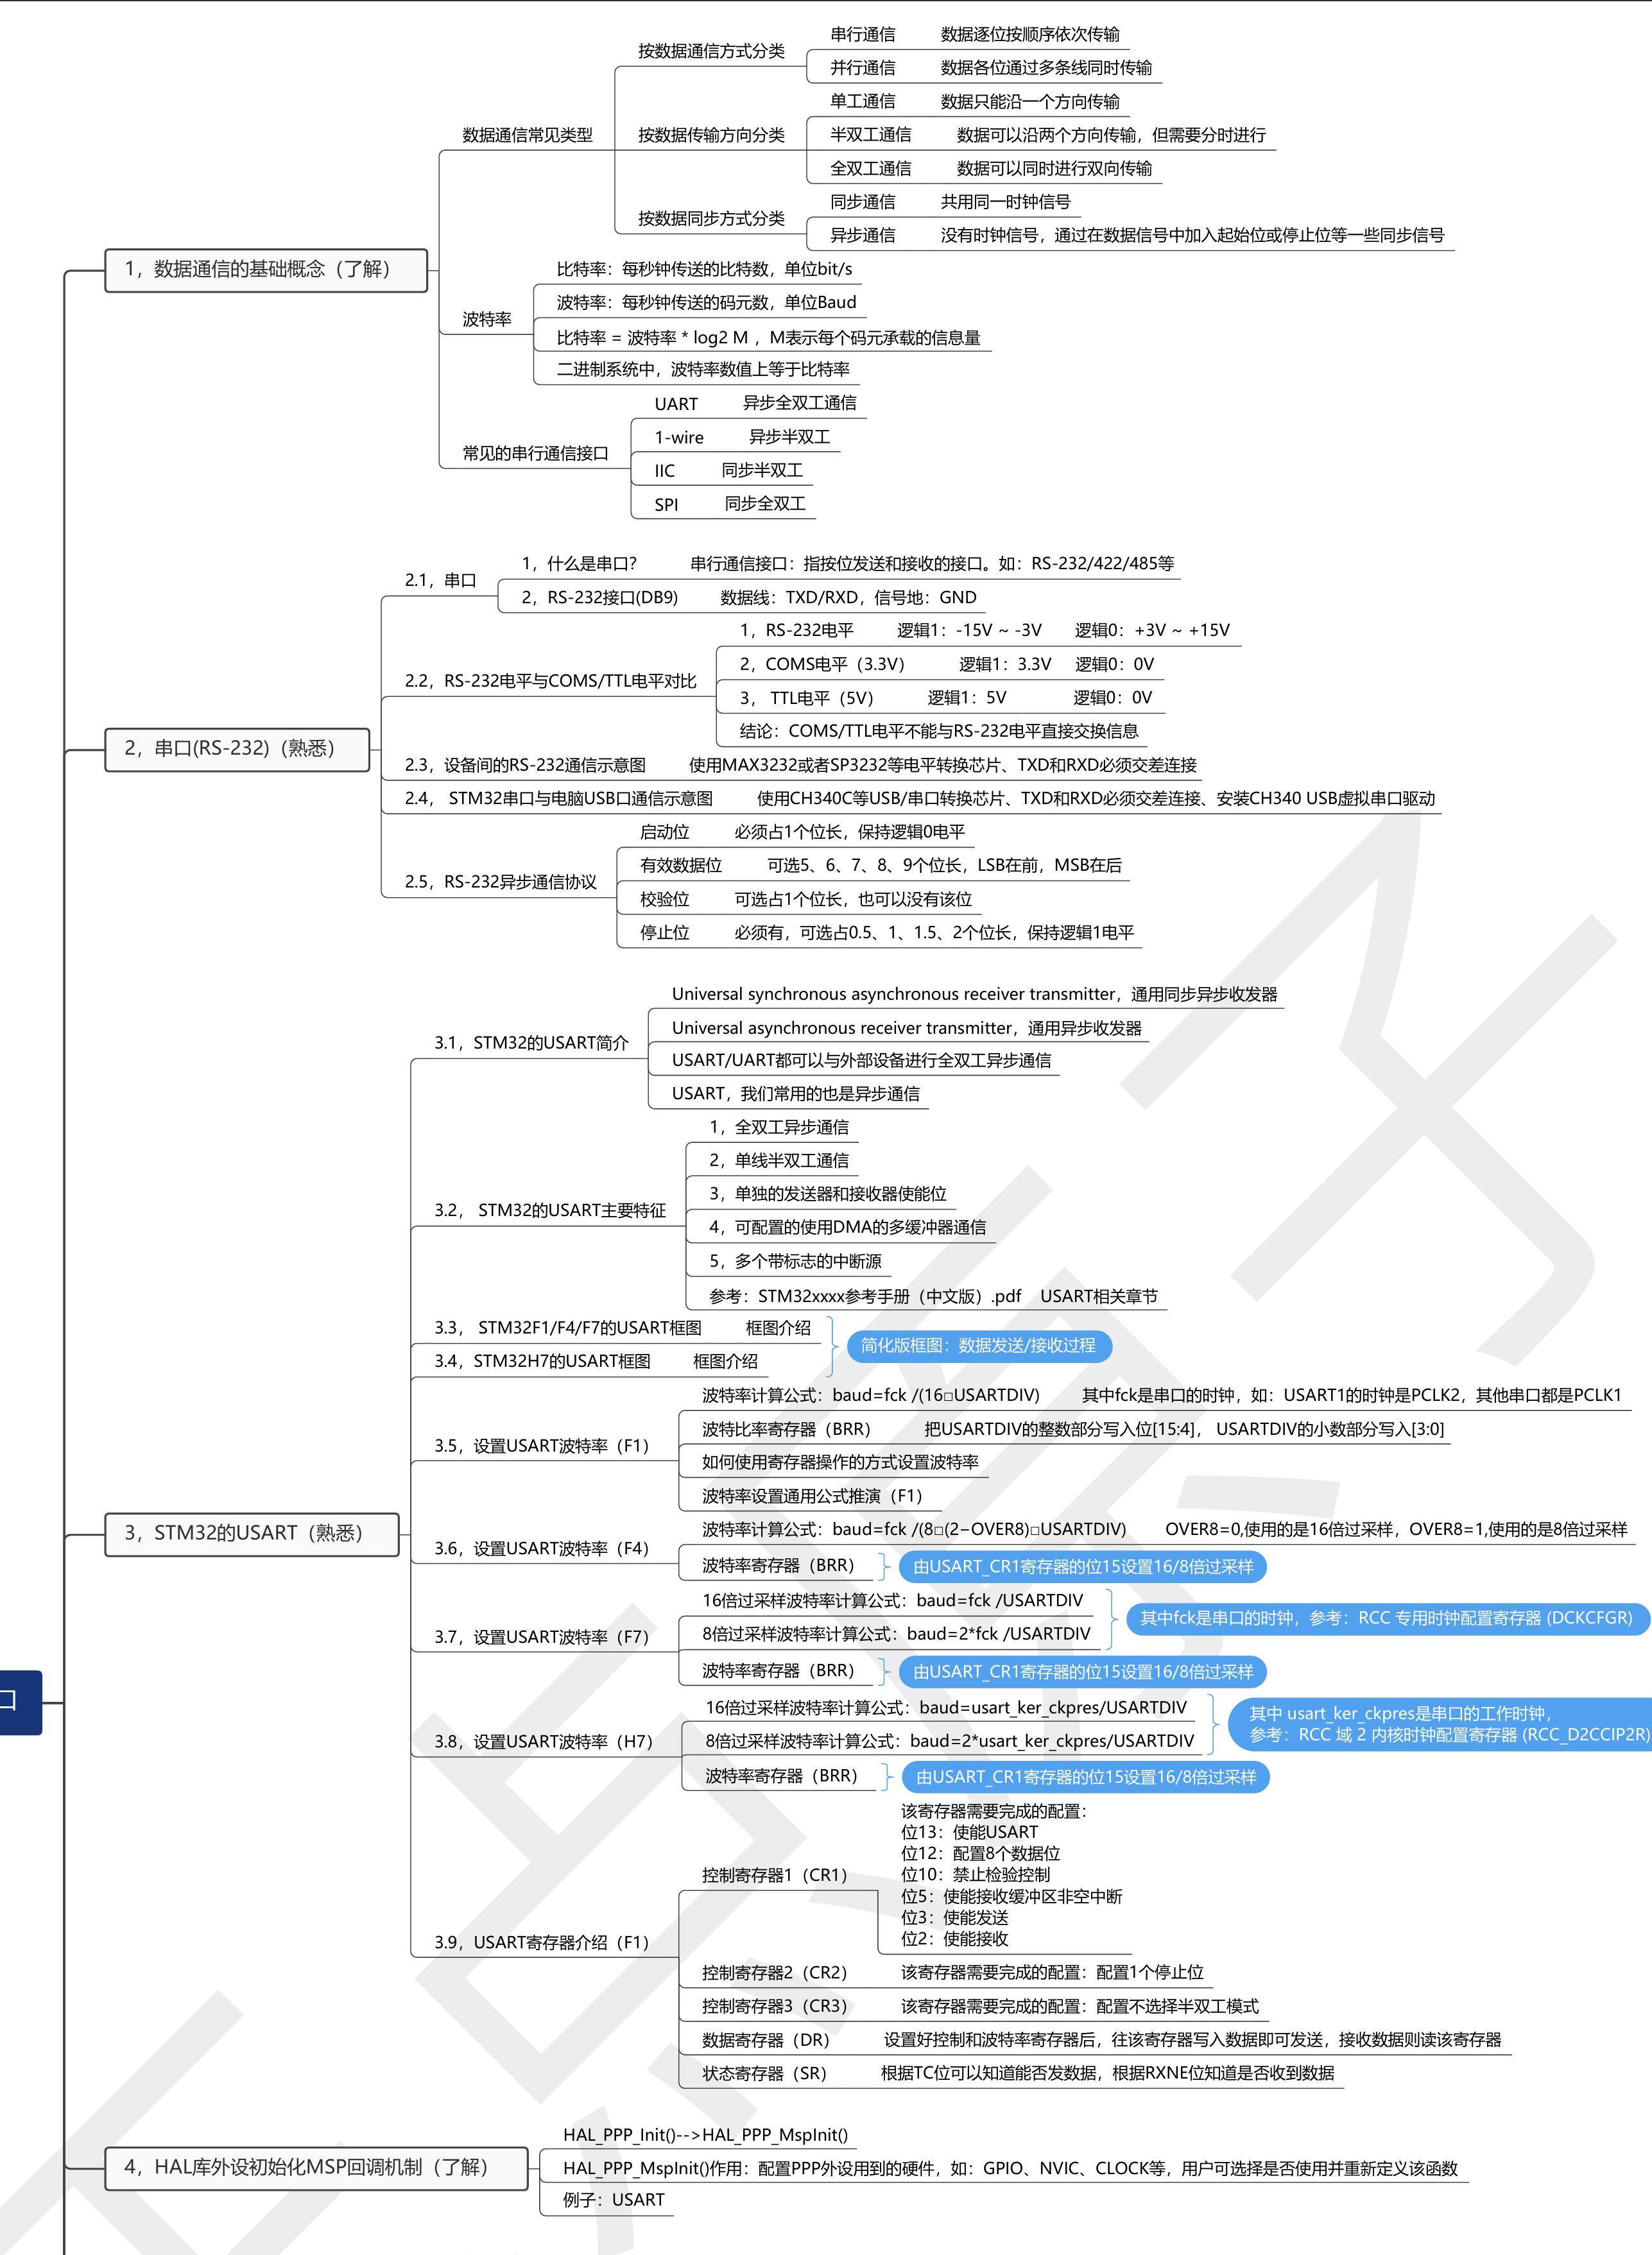 口
1，数据通信的基础概念（了解）
数据通信常见类型
按数据通信方式分类
串行通信 数据逐位按顺序依次传输
并行通信 数据各位通过多条线同时传输
按数据传输方向分类
单工通信 数据只能沿一个方向传输
半双工通信 数据可以沿两个方向传输，但需要分时进行
全双工通信 数据可以同时进行双向传输
按数据同步方式分类
同步通信 共用同一时钟信号
异步通信 没有时钟信号，通过在数据信号中加入起始位或停止位等一些同步信号
波特率
比特率：每秒钟传送的比特数，单位bit/s
波特率：每秒钟传送的码元数，单位Baud
比特率 = 波特率 * log2 M ，M表示每个码元承载的信息量
二进制系统中，波特率数值上等于比特率
常见的串行通信接口
UART 异步全双工通信
1-wire 异步半双工
IIC 同步半双工
SPI 同步全双工
2，串口(RS-232)（熟悉）
2.1，串口
1，什么是串口？ 串行通信接口：指按位发送和接收的接口。如：RS-232/422/485等
2，RS-232接口(DB9) 数据线：TXD/RXD，信号地：GND
2.2，RS-232电平与COMS/TTL电平对比
1，RS-232电平 逻辑1：-15V ~ -3V 逻辑0：+3V ~ +15V
2，COMS电平（3.3V） 逻辑1：3.3V 逻辑0：0V
3， TTL电平（5V） 逻辑1：5V 逻辑0：0V
结论：COMS/TTL电平不能与RS-232电平直接交换信息
2.3，设备间的RS-232通信示意图 使用MAX3232或者SP3232等电平转换芯片、TXD和RXD必须交差连接
2.4， STM32串口与电脑USB口通信示意图 使用CH340C等USB/串口转换芯片、TXD和RXD必须交差连接、安装CH340 USB虚拟串口驱动
2.5，RS-232异步通信协议
启动位 必须占1个位长，保持逻辑0电平
有效数据位 可选5、6、7、8、9个位长，LSB在前，MSB在后
校验位 可选占1个位长，也可以没有该位
停止位 必须有，可选占0.5、1、1.5、2个位长，保持逻辑1电平
3，STM32的USART（熟悉）
3.1，STM32的USART简介
Universal synchronous asynchronous receiver transmitter，通用同步异步收发器
Universal asynchronous receiver transmitter，通用异步收发器
USART/UART都可以与外部设备进行全双工异步通信
USART，我们常用的也是异步通信
3.2， STM32的USART主要特征
1，全双工异步通信
2，单线半双工通信
3，单独的发送器和接收器使能位
4，可配置的使用DMA的多缓冲器通信
5，多个带标志的中断源
参考：STM32xxxx参考手册（中文版）.pdf USART相关章节
3.3， STM32F1/F4/F7的USART框图 框图介绍
3.4，STM32H7的USART框图 框图介绍
简化版框图：数据发送/接收过程
3.5，设置USART波特率（F1）
波特率计算公式：baud=fck /(16□USARTDIV) 其中fck是串口的时钟，如：USART1的时钟是PCLK2，其他串口都是PCLK1
波特比率寄存器（BRR） 把USARTDIV的整数部分写入位[15:4]， USARTDIV的小数部分写入[3:0]
如何使用寄存器操作的方式设置波特率
波特率设置通用公式推演（F1）
3.6，设置USART波特率（F4）
波特率计算公式：baud=fck /(8□(2−OVER8)□USARTDIV) OVER8=0,使用的是16倍过采样，OVER8=1,使用的是8倍过采样
波特率寄存器（BRR） 由USART_CR1寄存器的位15设置16/8倍过采样
3.7，设置USART波特率（F7）
16倍过采样波特率计算公式：baud=fck /USARTDIV
8倍过采样波特率计算公式：baud=2*fck /USARTDIV
其中fck是串口的时钟，参考：RCC 专用时钟配置寄存器 (DCKCFGR)
波特率寄存器（BRR） 由USART_CR1寄存器的位15设置16/8倍过采样
3.8，设置USART波特率（H7）
16倍过采样波特率计算公式：baud=usart_ker_ckpres/USARTDIV
8倍过采样波特率计算公式：baud=2*usart_ker_ckpres/USARTDIV
其中 usart_ker_ckpres是串口的工作时钟，
参考：RCC 域 2 内核时钟配置寄存器 (RCC_D2CCIP2R)
波特率寄存器（BRR） 由USART_CR1寄存器的位15设置16/8倍过采样
3.9，USART寄存器介绍（F1）
控制寄存器1（CR1）
该寄存器需要完成的配置：
位13：使能USART
位12：配置8个数据位
位10：禁止检验控制
位5：使能接收缓冲区非空中断
位3：使能发送
位2：使能接收
控制寄存器2（CR2） 该寄存器需要完成的配置：配置1个停止位
控制寄存器3（CR3） 该寄存器需要完成的配置：配置不选择半双工模式
数据寄存器（DR） 设置好控制和波特率寄存器后，往该寄存器写入数据即可发送，接收数据则读该寄存器
状态寄存器（SR） 根据TC位可以知道能否发数据，根据RXNE位知道是否收到数据
4，HAL库外设初始化MSP回调机制（了解）
HAL_PPP_Init()-->HAL_PPP_MspInit()
HAL_PPP_MspInit()作用：配置PPP外设用到的硬件，如：GPIO、NVIC、CLOCK等，用户可选择是否使用并重新定义该函数
例子：USART